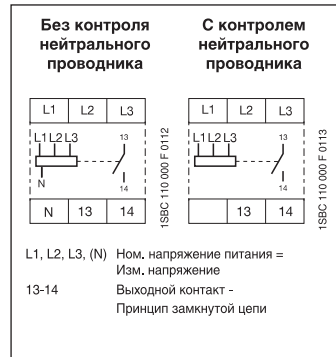 Без контроля
нейтрального
проводника
С контролем
нейтрального
проводника
L1 L2 L3
L1 L2 L3
13
N
14
N 13 14
1SBC 110 000 F 0112
L1 L2 L3
L1 L2 L3
13
14
13 14
1SBC 110 000 F 0113
L1, L2, L3, (N) Ном. напряжение питания =
Изм. напряжение
13-14 Выходной контакт -
Принцип замкнутой цепи